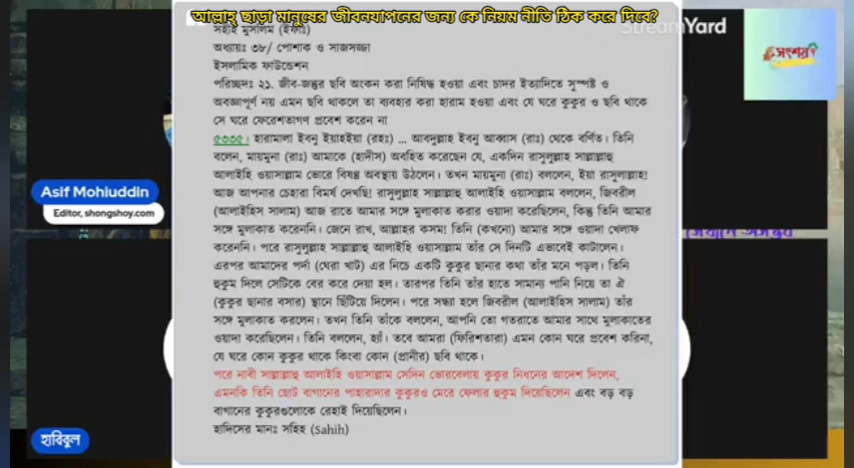 আল্লাহ্ ছাড়া মানুষের জীবনযাপনের জন্য কে নিয়ম নীতি ঠিক করে দিবে?
StreamYard
সহীহ মুসলিম (ইফাঃ)
অধ্যায়ঃ ৩৮/ পোশাক ও সাজসজ্জা
ইসলামিক ফাউন্ডেশন
পরিচ্ছদঃ ২১. জীব-জন্তুর ছবি অংকন করা নিষিদ্ধ হওয়া এবং চাদর ইত্যাদিতে সুস্পষ্ট ও
অবজ্ঞাপূর্ণ নয় এমন ছবি থাকলে তা ব্যবহার করা হারাম হওয়া এবং যে ঘরে কুকুর ও ছবি থাকে
সে ঘরে ফেরেশতাগণ প্রবেশ করেন না
৫৩৩৫। হারামালা ইবনু ইয়াহইয়া (রহঃ) ... আবদুল্লাহ ইবনু আব্বাস (রাঃ) থেকে বর্ণিত। তিনি
বলেন, মায়মুনা (রাঃ) আমাকে (হাদীস) অবহিত করেছেন যে, একদিন রাসুলুল্লাহ সাল্লাল্লাহু
আলাইহি ওয়াসাল্লাম ভোরে বিষণ্ণ অবস্থায় উঠলেন। তখন মায়মুনা (রাঃ) বললেন, ইয়া রাসুলাল্লাহ!
আজ আপনার চেহারা বিমর্ষ দেখছি! রাসুলুল্লাহ সাল্লাল্লাহু আলাইহি ওয়াসাল্লাম বললেন, জিবরীল
(আলাইহিস সালাম) আজ রাতে আমার সঙ্গে মুলাকাত করার ওয়াদা করেছিলেন, কিন্তু তিনি আমার
সঙ্গে মুলাকাত করেননি। জেনে রাখ, আল্লাহর কসম! তিনি (কখনো) আমার সঙ্গে ওয়াদা খেলাফ
করেননি। পরে রাসুলুল্লাহ সাল্লাল্লাহু আলাইহি ওয়াসাল্লাম তাঁর সে দিনটি এভাবেই কাটালেন।
এরপর আমাদের পর্দা (ঘেরা খাট) এর নিচে একটি কুকুর ছানার কথা তাঁর মনে পড়ল। তিনি
হুকুম দিলে সেটিকে বের করে দেয়া হল। তারপর তিনি তাঁর হাতে সামান্য পানি নিয়ে তা ঐ
(কুকুর ছানার বসার) স্থানে ছিঁটিয়ে দিলেন। পরে সন্ধ্যা হলে জিবরীল (আলাইহিস সালাম) তাঁর
সঙ্গে মুলাকাত করলেন। তখন তিনি তাঁকে বললেন, আপনি তো গতরাতে আমার সাথে মুলাকাতের
ওয়াদা করেছিলেন। তিনি বললেন, হ্যাঁ। তবে আমরা (ফিরিশতারা) এমন কোন ঘরে প্রবেশ করিনা,
যে ঘরে কোন কুকুর থাকে কিংবা কোন (প্রানীর) ছবি থাকে।
পরে নাবী সাল্লাল্লাহু আলাইহি ওয়াসাল্লাম সেদিন ভোরবেলায় কুকুর নিধনের আদেশ দিলেন,
এমনকি তিনি ছোট বাগানের পাহারাদার কুকুরও মেরে ফেলার হুকুম দিয়েছিলেন এবং বড় বড়
বাগানের কুকুরগুলোকে রেহাই দিয়েছিলেন।
হাদিসের মানঃ সহিহ (Sahih)
সংশয়
Asif Mohiuddin
Editor, shongshoy.com
হাবিবুল